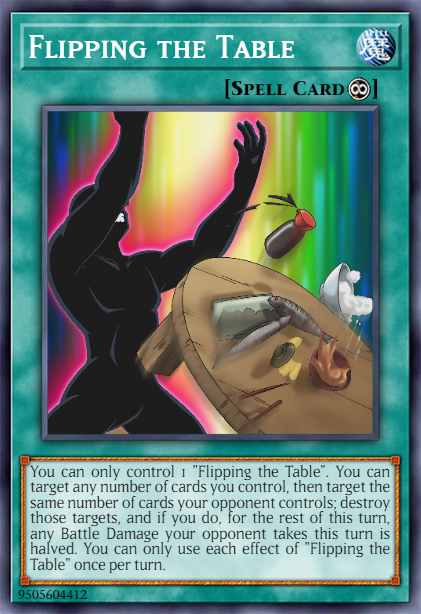 Flipping the Table
[Spell Card]
You can only control 1 "Flipping the Table". You can
target any number of cards you control, then target the
same number of cards your opponent controls; destroy
those targets, and if you do, for the rest of this turn,
any Battle Damage your opponent takes this turn is
halved. You can only use each effect of "Flipping the
Table" once per turn.
9505604412